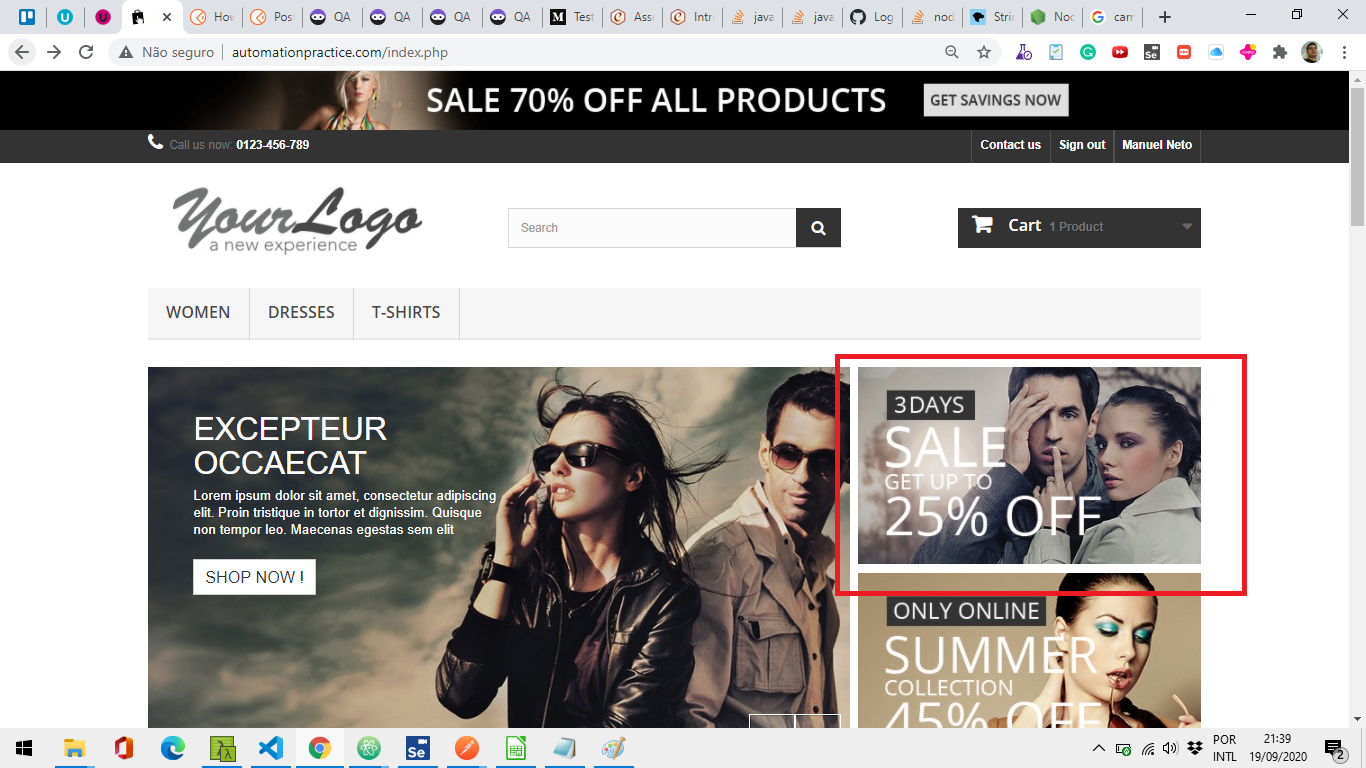 How
Pos
QA
QA
QA
QA
Test
Ass
Intr
java
java
Log
nod
Strin
Nod
carr
Não seguro
automationpractice.com/index.php
SALE 70% OFF ALL PRODUCTS
GET SAVINGS NOW
Call us now: 0123-456-789
Contact us
Sign out
Manuel Neto
YourLogo
a new experience
Search
Cart 1 Product
WOMEN
DRESSES
T-SHIRTS
EXCEPTEUR
OCCAECAT
Lorem ipsum dolor sit amet, consectetur adipiscing
elit. Proin tristique in tortor et dignissim. Quisque
non tempor leo. Maecenas egestas sem elit
SHOP NOW !
3 DAYS
SALE
GET UP TO
25% OFF
ONLY ONLINE
SUMMER
COLLECTION
45% OFF
Se
POR
INTL
21:39
19/09/2020
2